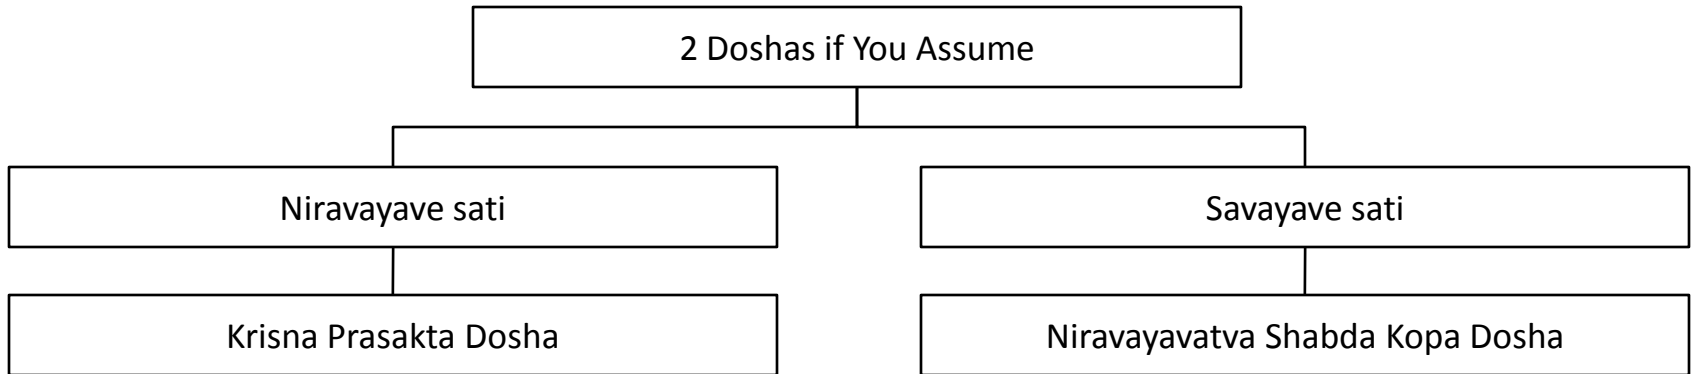 2 Doshas if You Assume
Niravayave sati
Savayave sati
Krisna Prasakta Dosha
Niravayavatva Shabda Kopa Dosha